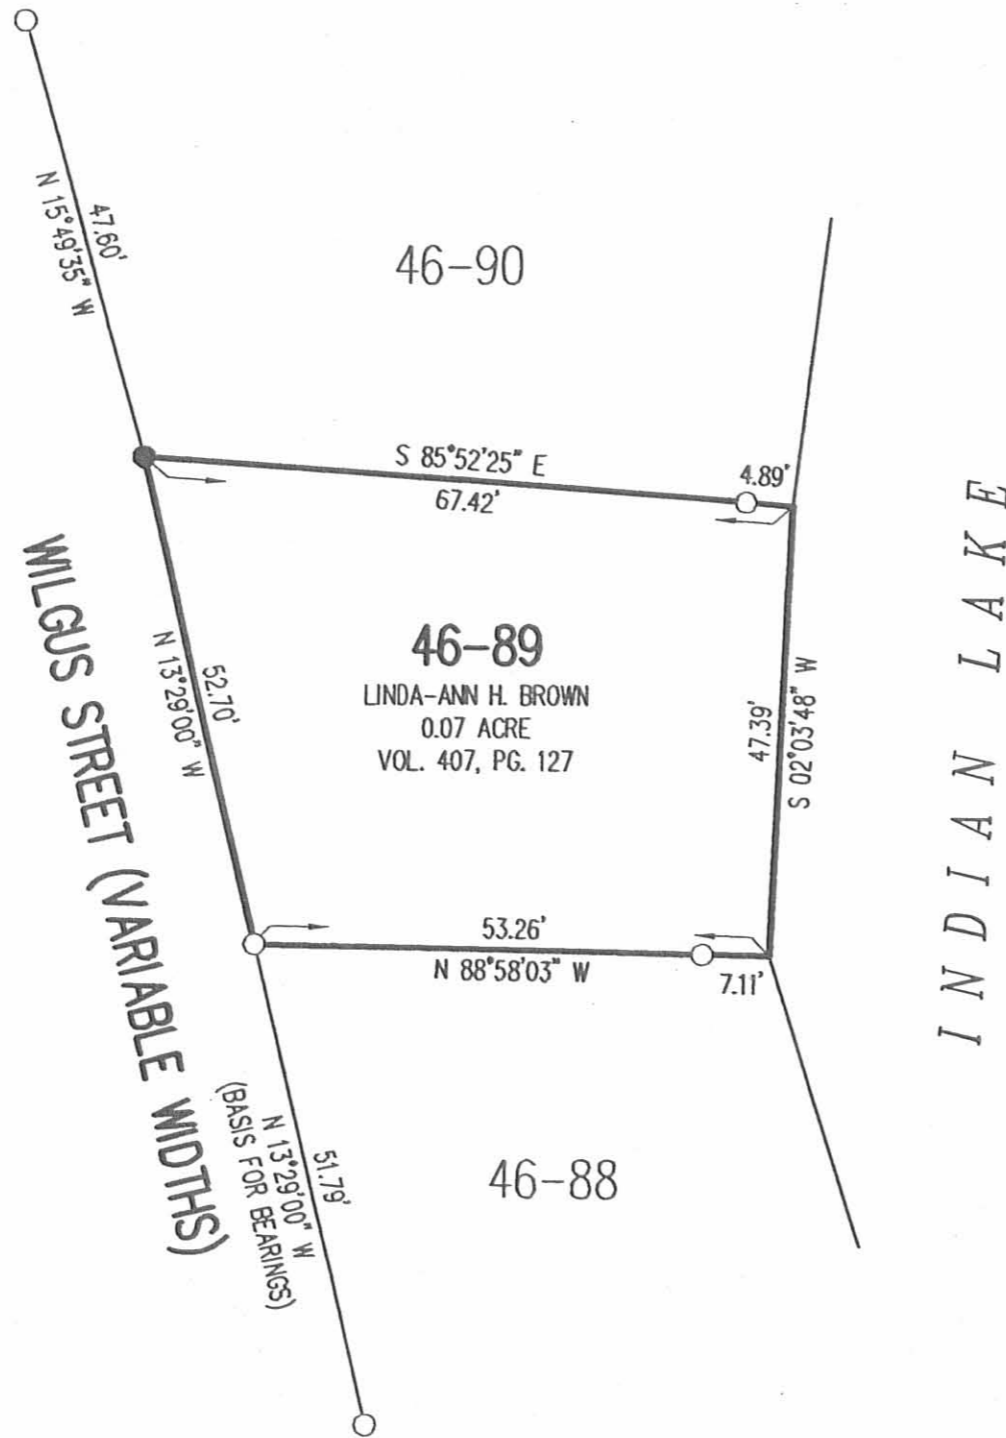 47.60'
N 15°49'35" W
46-90
S 85°52'25" E
67.42'
4.89'
46-89
LINDA-ANN H. BROWN
0.07 ACRE
VOL. 407, PG. 127
52.70'
N 13°29'00" W
47.39'
S 02°03'48" W
INDIAN LAKE
WILGUS STREET (VARIABLE WIDTHS)
53.26'
N 88°58'03" W
7.11'
51.79'
N 13°29'00" W
(BASIS FOR BEARINGS)
46-88